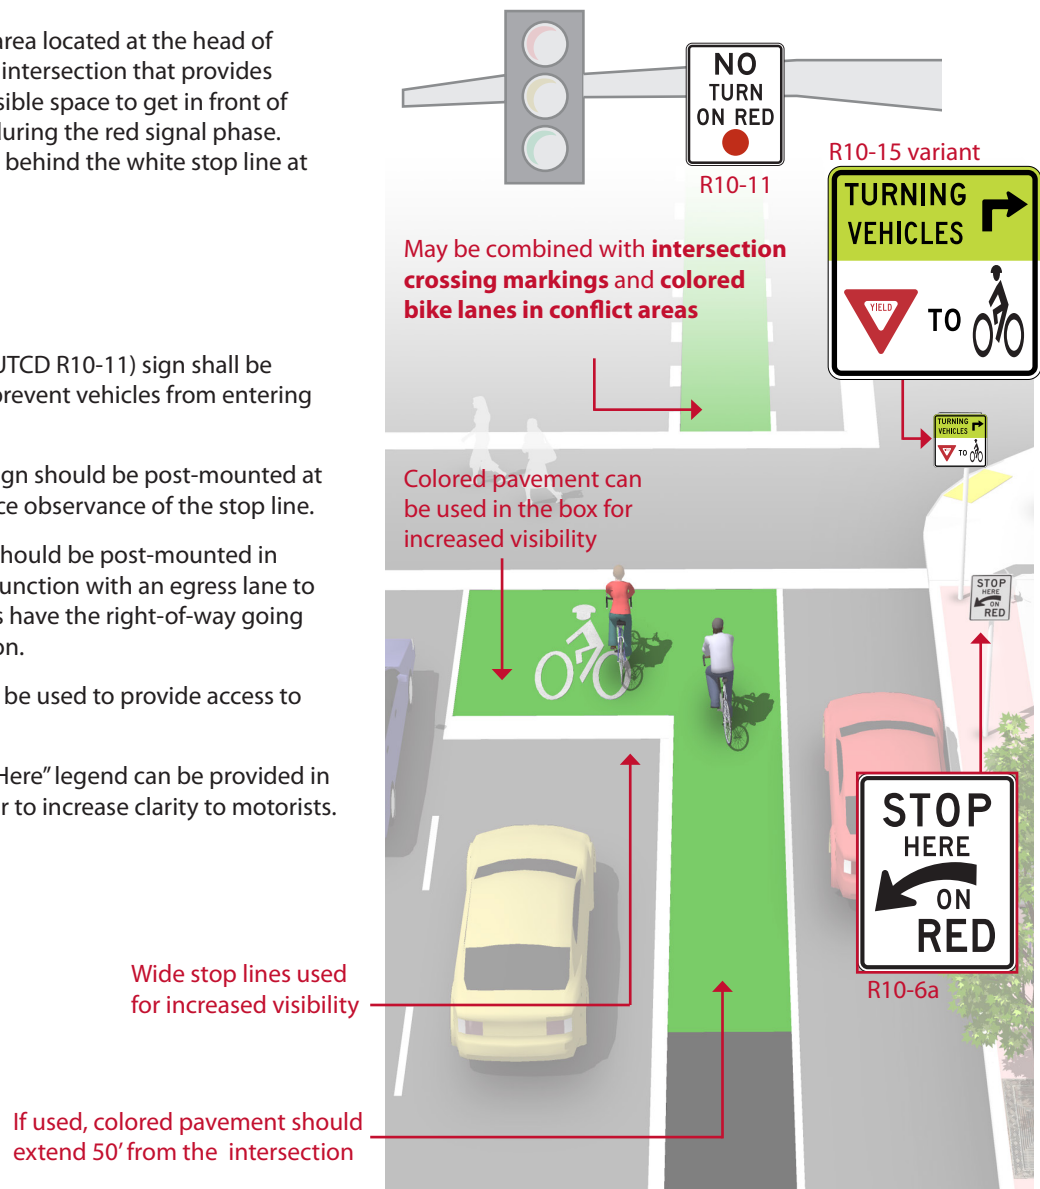 area located at the head of
intersection that provides
sible space to get in front of
during the red signal phase.
behind the white stop line at
UTCD R10-11) sign shall be
prevent vehicles from entering
ign should be post-mounted at
ce observance of the stop line.
should be post-mounted in
junction with an egress lane to
s have the right-of-way going
on.
be used to provide access to
Here” legend can be provided in
r to increase clarity to motorists.
NO
TURN
ON RED
R10-11
R10-15 variant
TURNING
VEHICLES
YIELD
TO
May be combined with intersection
crossing markings and colored
bike lanes in conflict areas
TURNING
VEHICLES
TO
Colored pavement can
be used in the box for
increased visibility
STOP
HERE
ON
RED
STOP
HERE
ON
RED
R10-6a
Wide stop lines used
for increased visibility
If used, colored pavement should
extend 50’ from the intersection